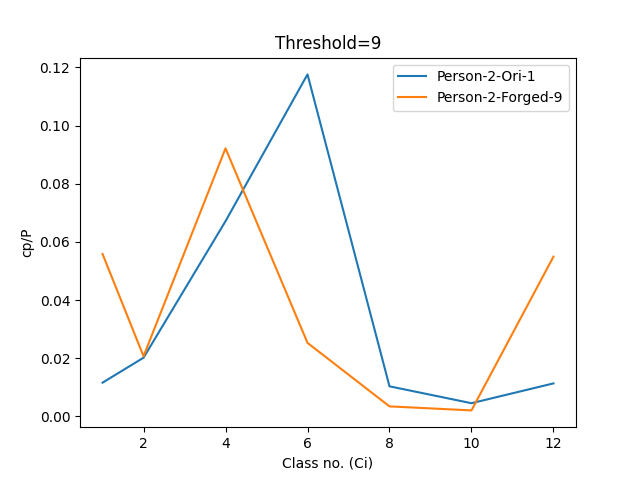 Threshold=9
Person-2-Ori-1
Person-2-Forged-9
cp/P
0.12
0.10
0.08
0.06
0.04
0.02
0.00
2 4 6 8 10 12
Class no. (Ci)